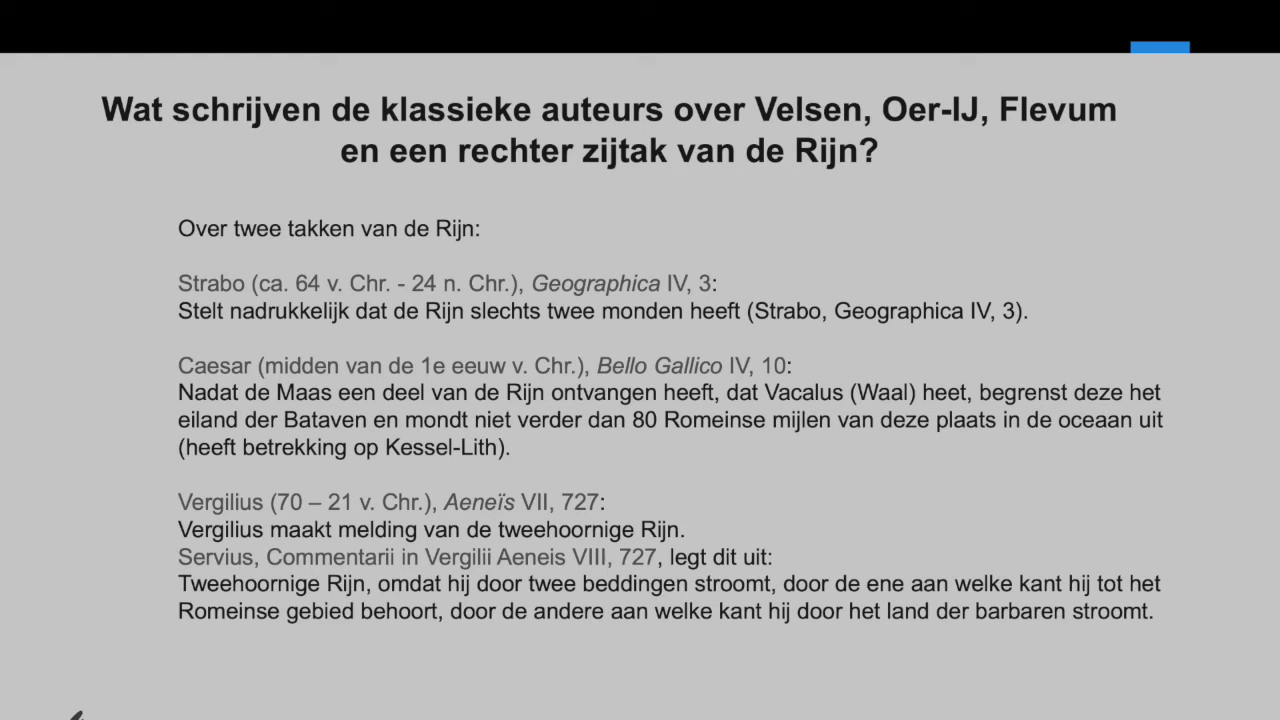 Wat schrijven de klassieke auteurs over Velsen, Oer-IJ, Flevum
en een rechter zijtak van de Rijn?
Over twee takken van de Rijn:
Strabo (ca. 64 v. Chr. - 24 n. Chr.), Geographica IV, 3:
Stelt nadrukkelijk dat de Rijn slechts twee monden heeft (Strabo, Geographica IV, 3).
Caesar (midden van de 1e eeuw v. Chr.), Bello Gallico IV, 10:
Nadat de Maas een deel van de Rijn ontvangen heeft, dat Vacalus (Waal) heet, begrenst deze het
eiland der Bataven en mondt niet verder dan 80 Romeinse mijlen van deze plaats in de oceaan uit
(heeft betrekking op Kessel-Lith).
Vergilius (70 – 21 v. Chr.), Aeneïs VII, 727:
Vergilius maakt melding van de tweehoornige Rijn.
Servius, Commentarii in Vergilii Aeneis VIII, 727, legt dit uit:
Tweehoornige Rijn, omdat hij door twee beddingen stroomt, door de ene aan welke kant hij tot het
Romeinse gebied behoort, door de andere aan welke kant hij door het land der barbaren stroomt.